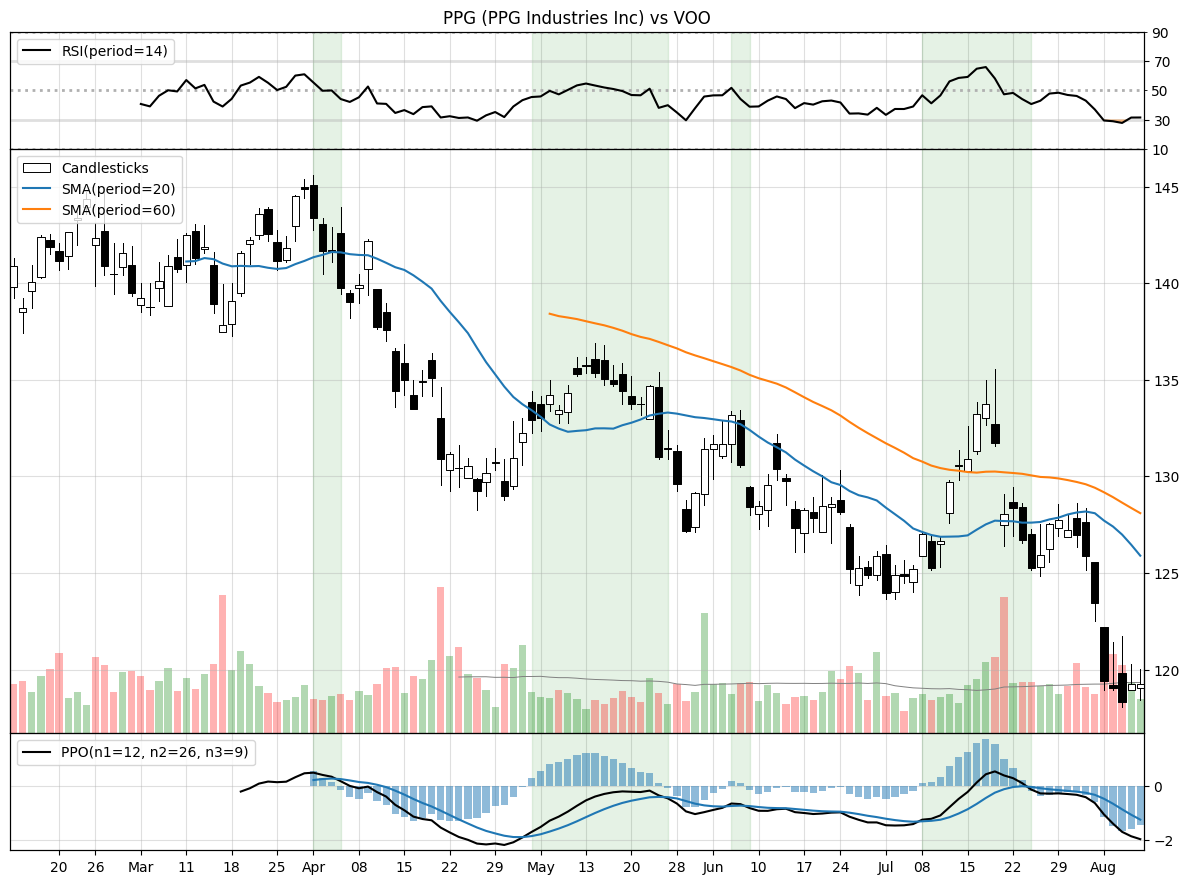 PPG (PPG Industries Inc) vs VOO
RSI(period=14)
90
70
50
30
10
Candlesticks
SMA(period=20)
SMA(period=60)
145
140
135
130
125
120
PPO(n1=12, n2=26, n3=9)
0
−2
20 26 Mar 11 18 25 Apr 08 15 22 29 May 13 20 28 Jun 10 17 24 Jul 08 15 22 29 Aug